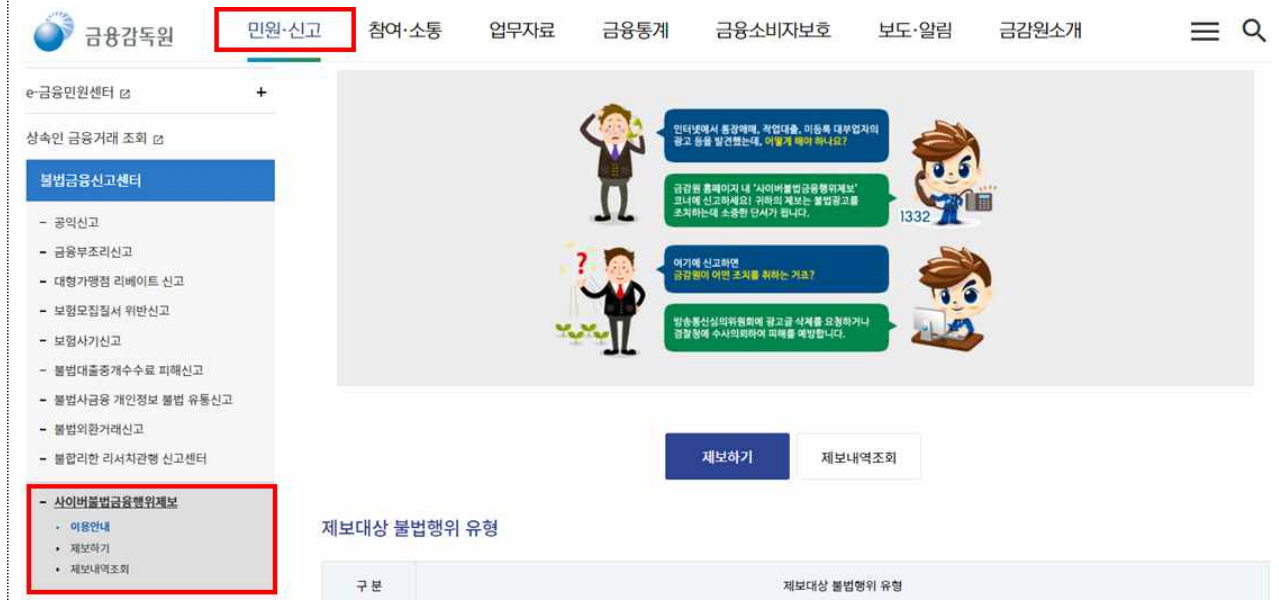 금융감독원
민원·신고 참여·소통 업무자료 금융통계 금융소비자보호 보도·알림 금감원소개
e-금융민원센터 +
상속인 금융거래 조회
불법금융신고센터
- 공익신고
- 금융부조리신고
- 대형가맹점 리베이트 신고
- 보험모집질서 위반신고
- 보험사기신고
- 불법대출중개수수료 피해신고
- 불법사금융 개인정보 불법 유통신고
- 불법외환거래신고
- 불합리한 리서치관행 신고센터
- 사이버불법금융행위제보
· 이용안내
· 제보하기
· 제보내역조회
인터넷에서 통장매매, 작업대출, 미등록 대부업자의
광고 등을 발견했는데, 어떻게 해야 하나요?
금감원 홈페이지 내 '사이버불법금융행위제보'
코너에 신고하세요! 귀하의 제보는 불법광고를
조치하는데 소중한 단서가 됩니다.
1332
?
여기에 신고하면
금감원이 어떤 조치를 취하는 거죠?
방송통신심의위원회에 광고글 삭제를 요청하거나
경찰청에 수사의뢰하여 피해를 예방합니다.
제보하기 제보내역조회
제보대상 불법행위 유형
구 분 제보대상 불법행위 유형